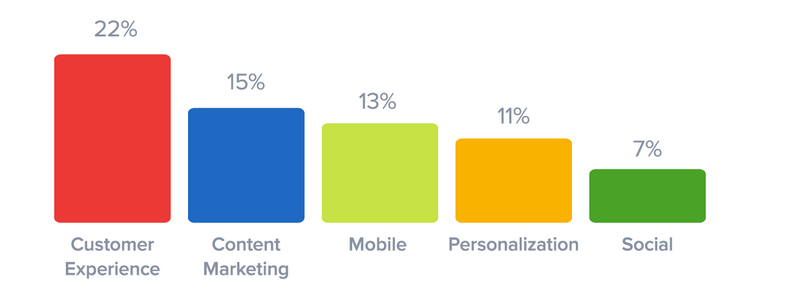 22%
15%
13%
11%
7%
Customer
Experience
Content
Marketing
Mobile
Personalization
Social